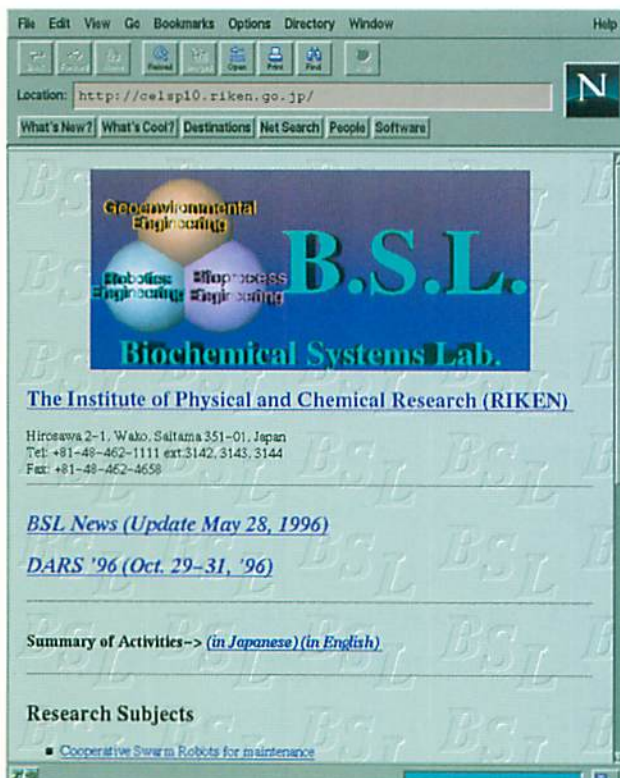 File Edit View Go Bookmarks Options Directory Window Help
Reload Open Print Find
Location: http://celsp10.riken.go.jp/
N
What's New? What's Cool? Destinations Net Search People Software
Geoenvironmental
Engineering
Robotics
Engineering
Bioprocess
Engineering
B.S.L.
Biochemical Systems Lab.
The Institute of Physical and Chemical Research (RIKEN)
Hirosawa 2-1, Wako, Saitama 351-01, Japan
Tel: +81-48-462-1111 ext.3142, 3143, 3144
Fax: +81-48-462-4658
BSL News (Update May 28, 1996)
DARS '96 (Oct. 29-31, '96)
Summary of Activities-> (in Japanese) (in English)
Research Subjects
Cooperative Swarm Robots for maintenance